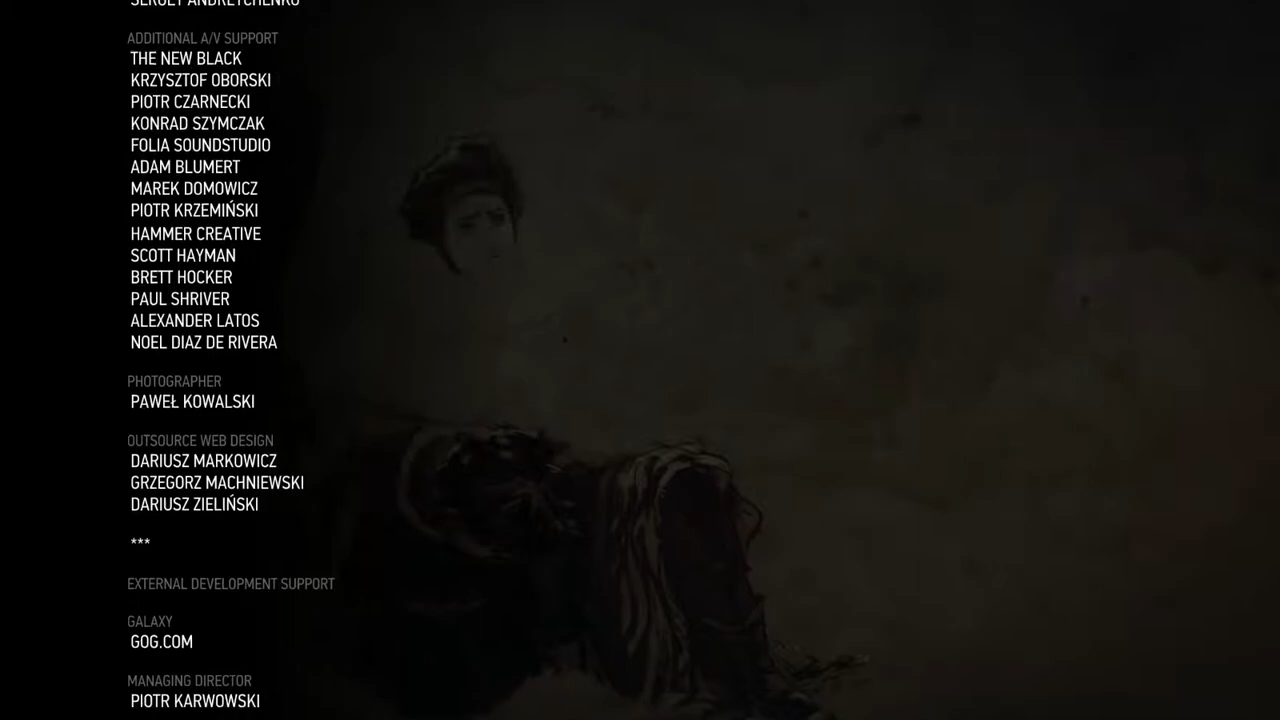 SERGEY ANDREYCHENKO
ADDITIONAL A/V SUPPORT
THE NEW BLACK
KRZYSZTOF OBORSKI
PIOTR CZARNECKI
KONRAD SZYMCZAK
FOLIA SOUNDSTUDIO
ADAM BLUMERT
MAREK DOMOWICZ
PIOTR KRZEMIŃSKI
HAMMER CREATIVE
SCOTT HAYMAN
BRETT HOCKER
PAUL SHRIVER
ALEXANDER LATOS
NOEL DIAZ DE RIVERA
PHOTOGRAPHER
PAWEŁ KOWALSKI
OUTSOURCE WEB DESIGN
DARIUSZ MARKOWICZ
GRZEGORZ MACHNIEWSKI
DARIUSZ ZIELIŃSKI
***
EXTERNAL DEVELOPMENT SUPPORT
GALAXY
GOG.COM
MANAGING DIRECTOR
PIOTR KARWOWSKI